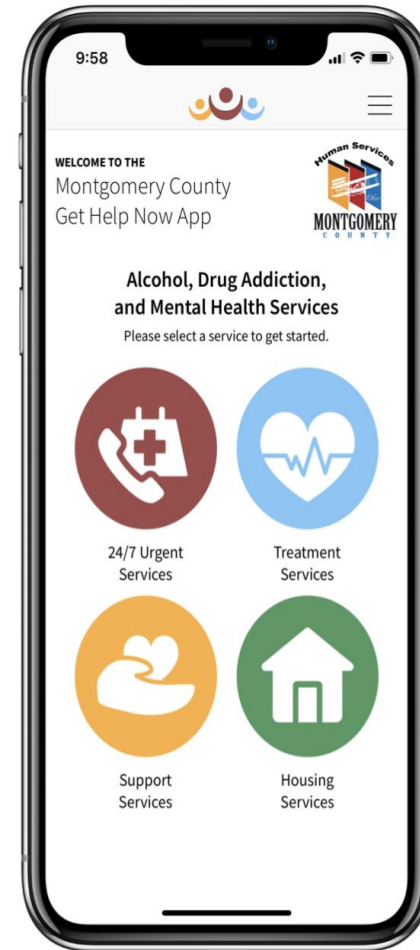 9:58
WELCOME TO THE
Montgomery County
Get Help Now App
Human Services
MONTGOMERY
COUNTY
Alcohol, Drug Addiction,
and Mental Health Services
Please select a service to get started.
24/7 Urgent
Services
Treatment
Services
Support
Services
Housing
Services